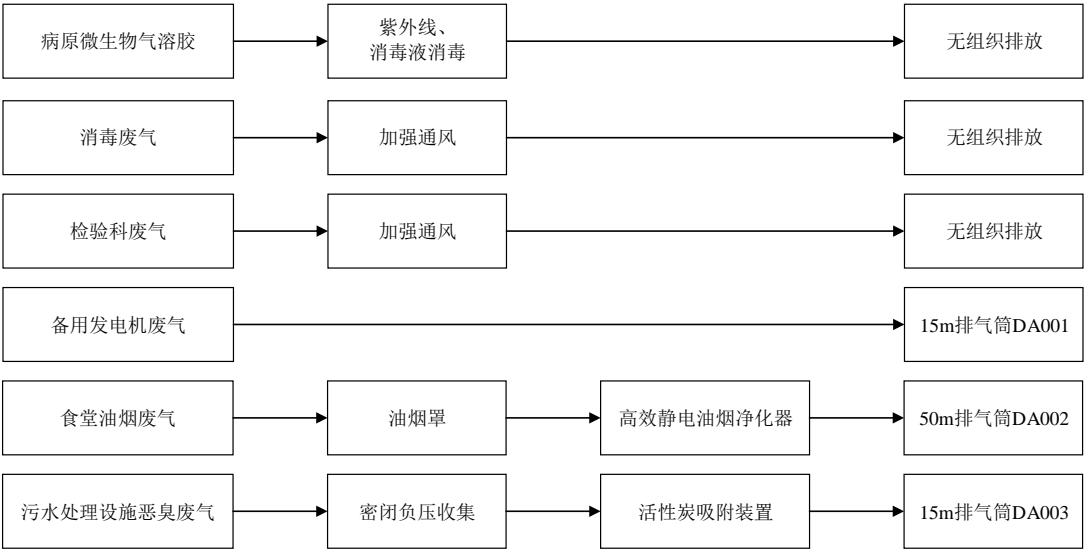 病原微生物气溶胶
紫外线、
消毒液消毒
无组织排放
消毒废气
加强通风
无组织排放
检验科废气
加强通风
无组织排放
备用发电机废气
15m排气筒DA001
食堂油烟废气
油烟罩
高效静电油烟净化器
50m排气筒DA002
污水处理设施恶臭废气
密闭负压收集
活性炭吸附装置
15m排气筒DA003